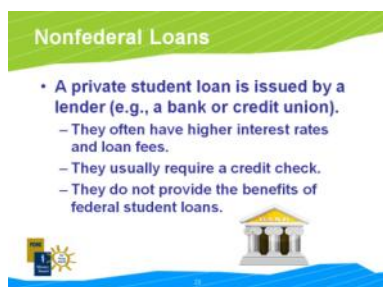 Nonfederal Loans
• A private student loan is issued by a
lender (e.g., a bank or credit union).
– They often have higher interest rates
and loan fees.
– They usually require a credit check.
– They do not provide the benefits of
federal student loans.
BANK